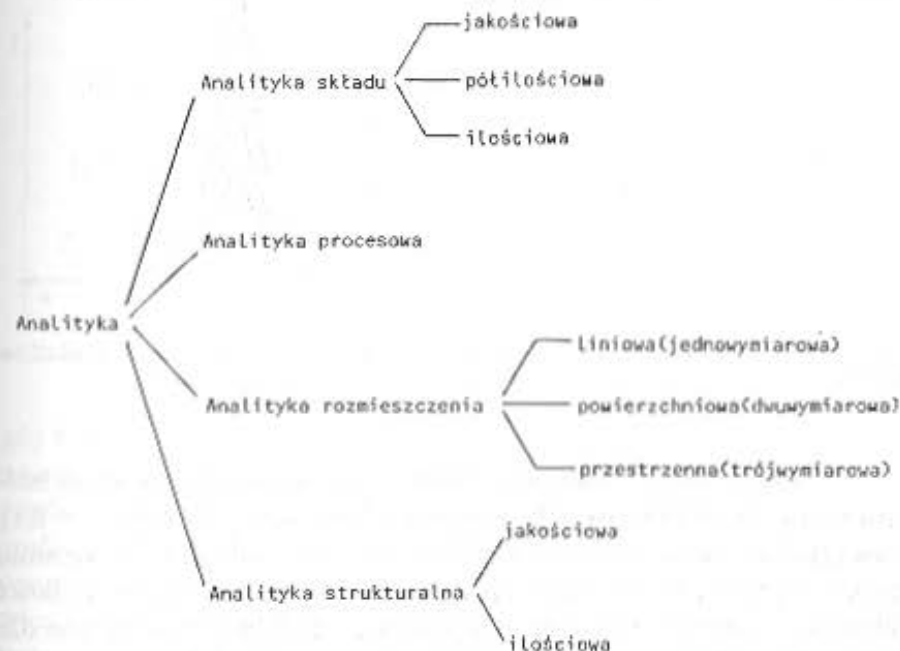 jakościowa
Analityka składu
półilościowa
ilościowa
Analityka procesowa
Analityka
liniowa(jednowymiarowa)
Analityka rozmieszczenia
powierzchniowa(dwuwymiarowa)
przestrzenna(trójwymiarowa)
jakościowa
Analityka strukturalna
ilościowa